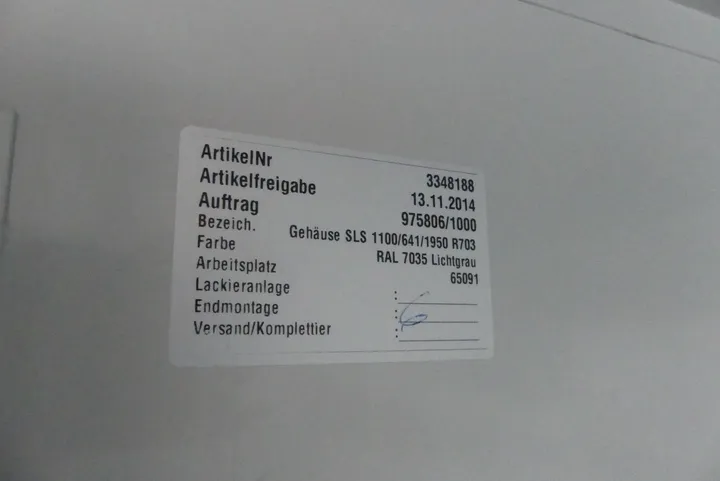 ArtikelNr 3348188
Artikelfreigabe 13.11.2014
Auftrag 975806/1000
Bezeich. Gehäuse SLS 1100/641/1950 R703
Farbe RAL 7035 Lichtgrau
Arbeitsplatz 65091
Lackieranlage :
Endmontage :
Versand/Komplettier :